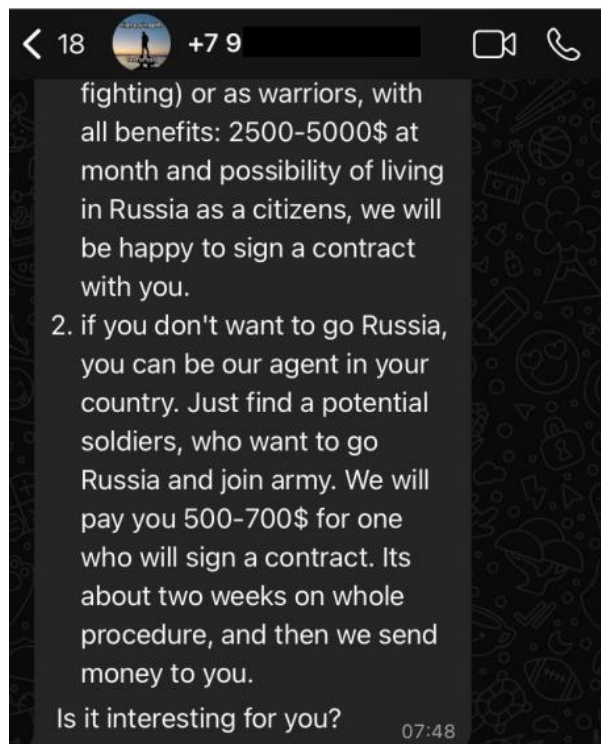 18
+7 9
fighting) or as warriors, with
all benefits: 2500-5000$ at
month and possibility of living
in Russia as a citizens, we will
be happy to sign a contract
with you.
2. if you don't want to go Russia,
you can be our agent in your
country. Just find a potential
soldiers, who want to go
Russia and join army. We will
pay you 500-700$ for one
who will sign a contract. Its
about two weeks on whole
procedure, and then we send
money to you.
Is it interesting for you?
07:48